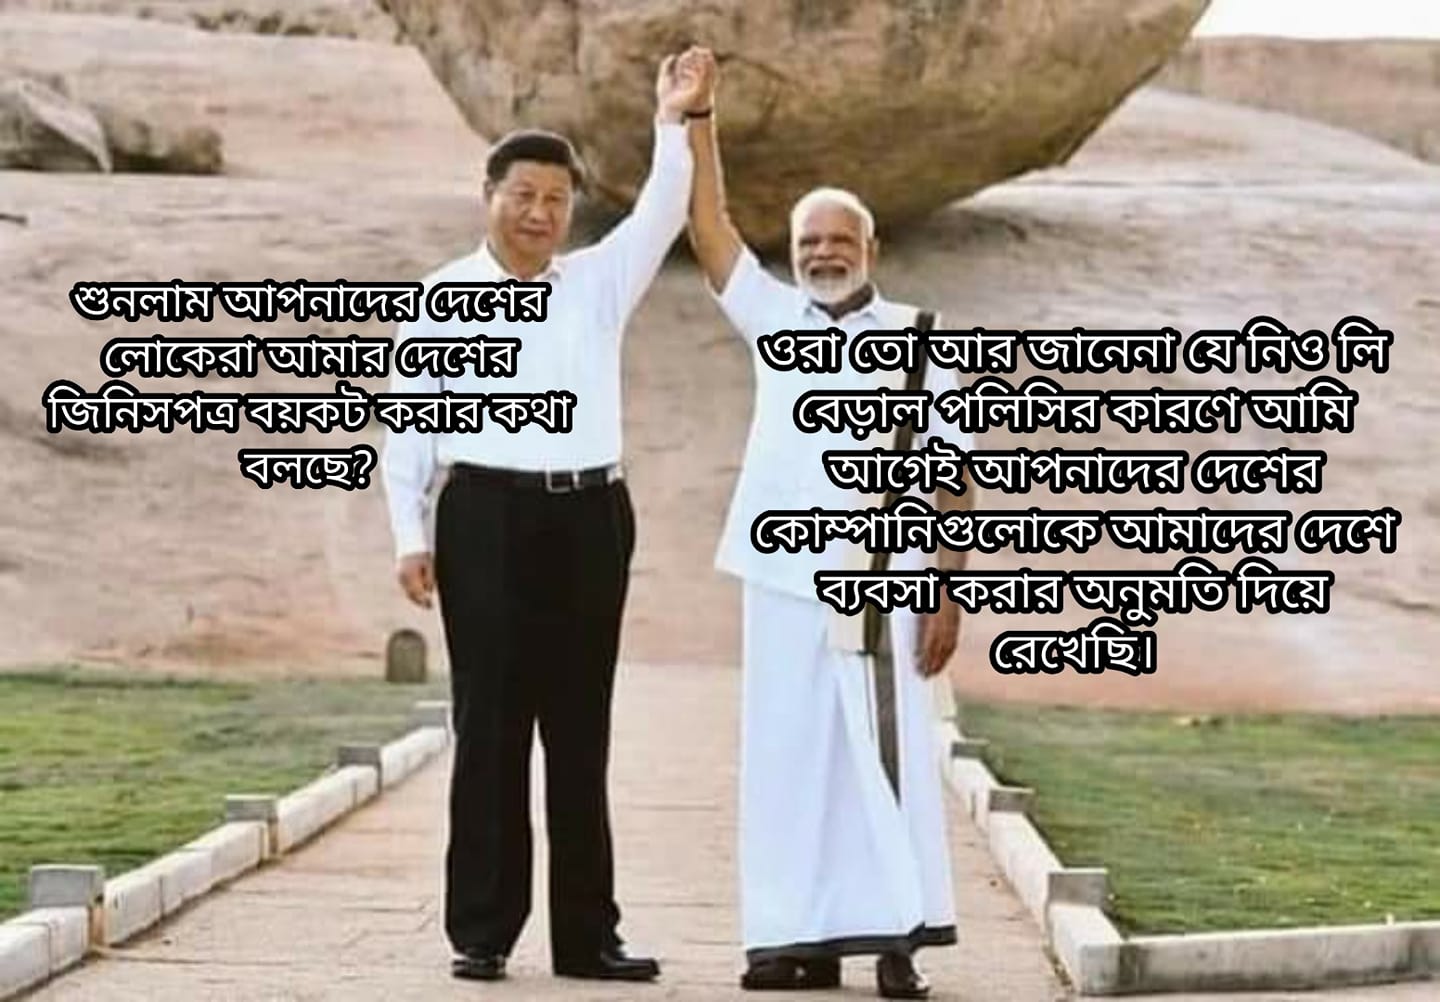 শুনলাম আপনাদের দেশের
লোকেরা আমার দেশের
জিনিসপত্র বয়কট করার কথা
বলছে?
ওরা তো আর জানেনা যে নিও লি
বেড়াল পলিসির কারণে আমি
আগেই আপনাদের দেশের
কোম্পানিগুলোকে আমাদের দেশে
ব্যবসা করার অনুমতি দিয়ে
রেখেছি।